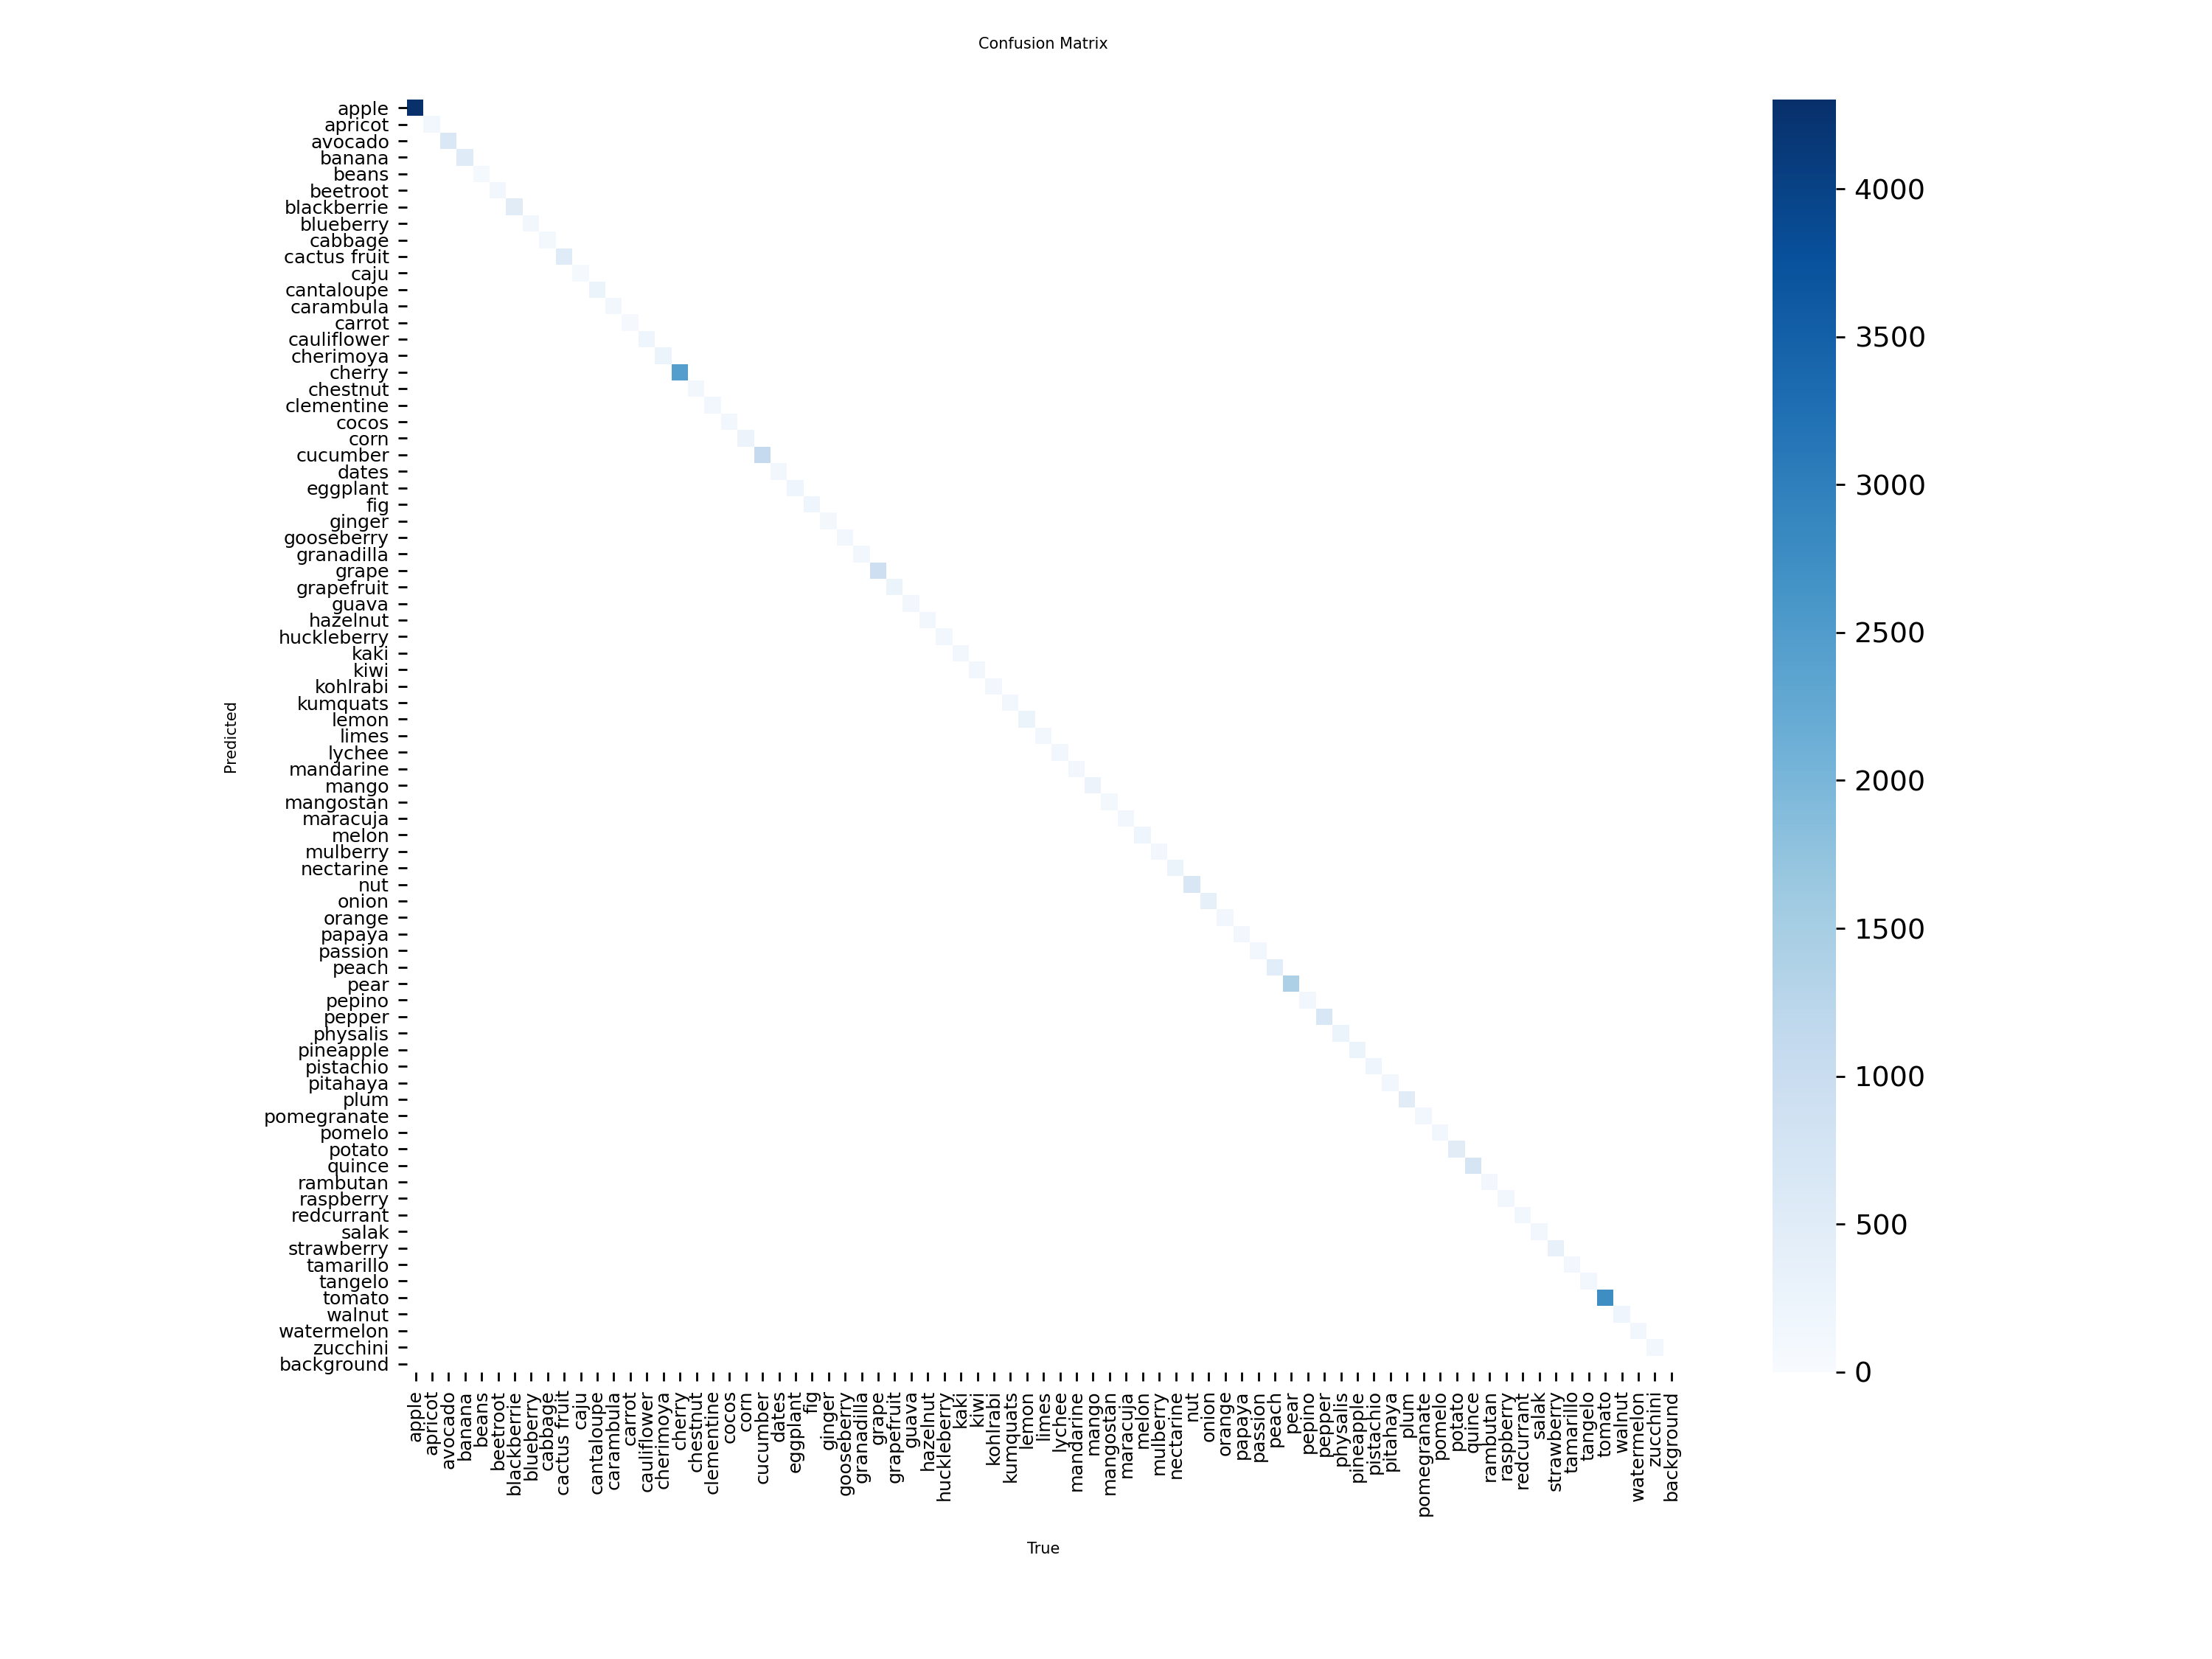 Confusion Matrix
apple
apricot
avocado
banana
beans
beetroot
blackberrie
blueberry
cabbage
cactus fruit
caju
cantaloupe
carambula
carrot
cauliflower
cherimoya
cherry
chestnut
clementine
cocos
corn
cucumber
dates
eggplant
fig
ginger
gooseberry
granadilla
grape
grapefruit
guava
hazelnut
huckleberry
kaki
kiwi
kohlrabi
kumquats
lemon
limes
lychee
mandarine
mango
mangostan
maracuja
melon
mulberry
nectarine
nut
onion
orange
papaya
passion
peach
pear
pepino
pepper
physalis
pineapple
pistachio
pitahaya
plum
pomegranate
pomelo
potato
quince
rambutan
raspberry
redcurrant
salak
strawberry
tamarillo
tangelo
tomato
walnut
watermelon
zucchini
background
Predicted
apple
apricot
avocado
banana
beans
beetroot
blackberrie
blueberry
cabbage
cactus fruit
caju
cantaloupe
carambula
carrot
cauliflower
cherimoya
cherry
chestnut
clementine
cocos
corn
cucumber
dates
eggplant
fig
ginger
gooseberry
granadilla
grape
grapefruit
guava
hazelnut
huckleberry
kaki
kiwi
kohlrabi
kumquats
lemon
limes
lychee
mandarine
mango
mangostan
maracuja
melon
mulberry
nectarine
nut
onion
orange
papaya
passion
peach
pear
pepino
pepper
physalis
pineapple
pistachio
pitahaya
plum
pomegranate
pomelo
potato
quince
rambutan
raspberry
redcurrant
salak
strawberry
tamarillo
tangelo
tomato
walnut
watermelon
zucchini
background
True
4000
3500
3000
2500
2000
1500
1000
500
0